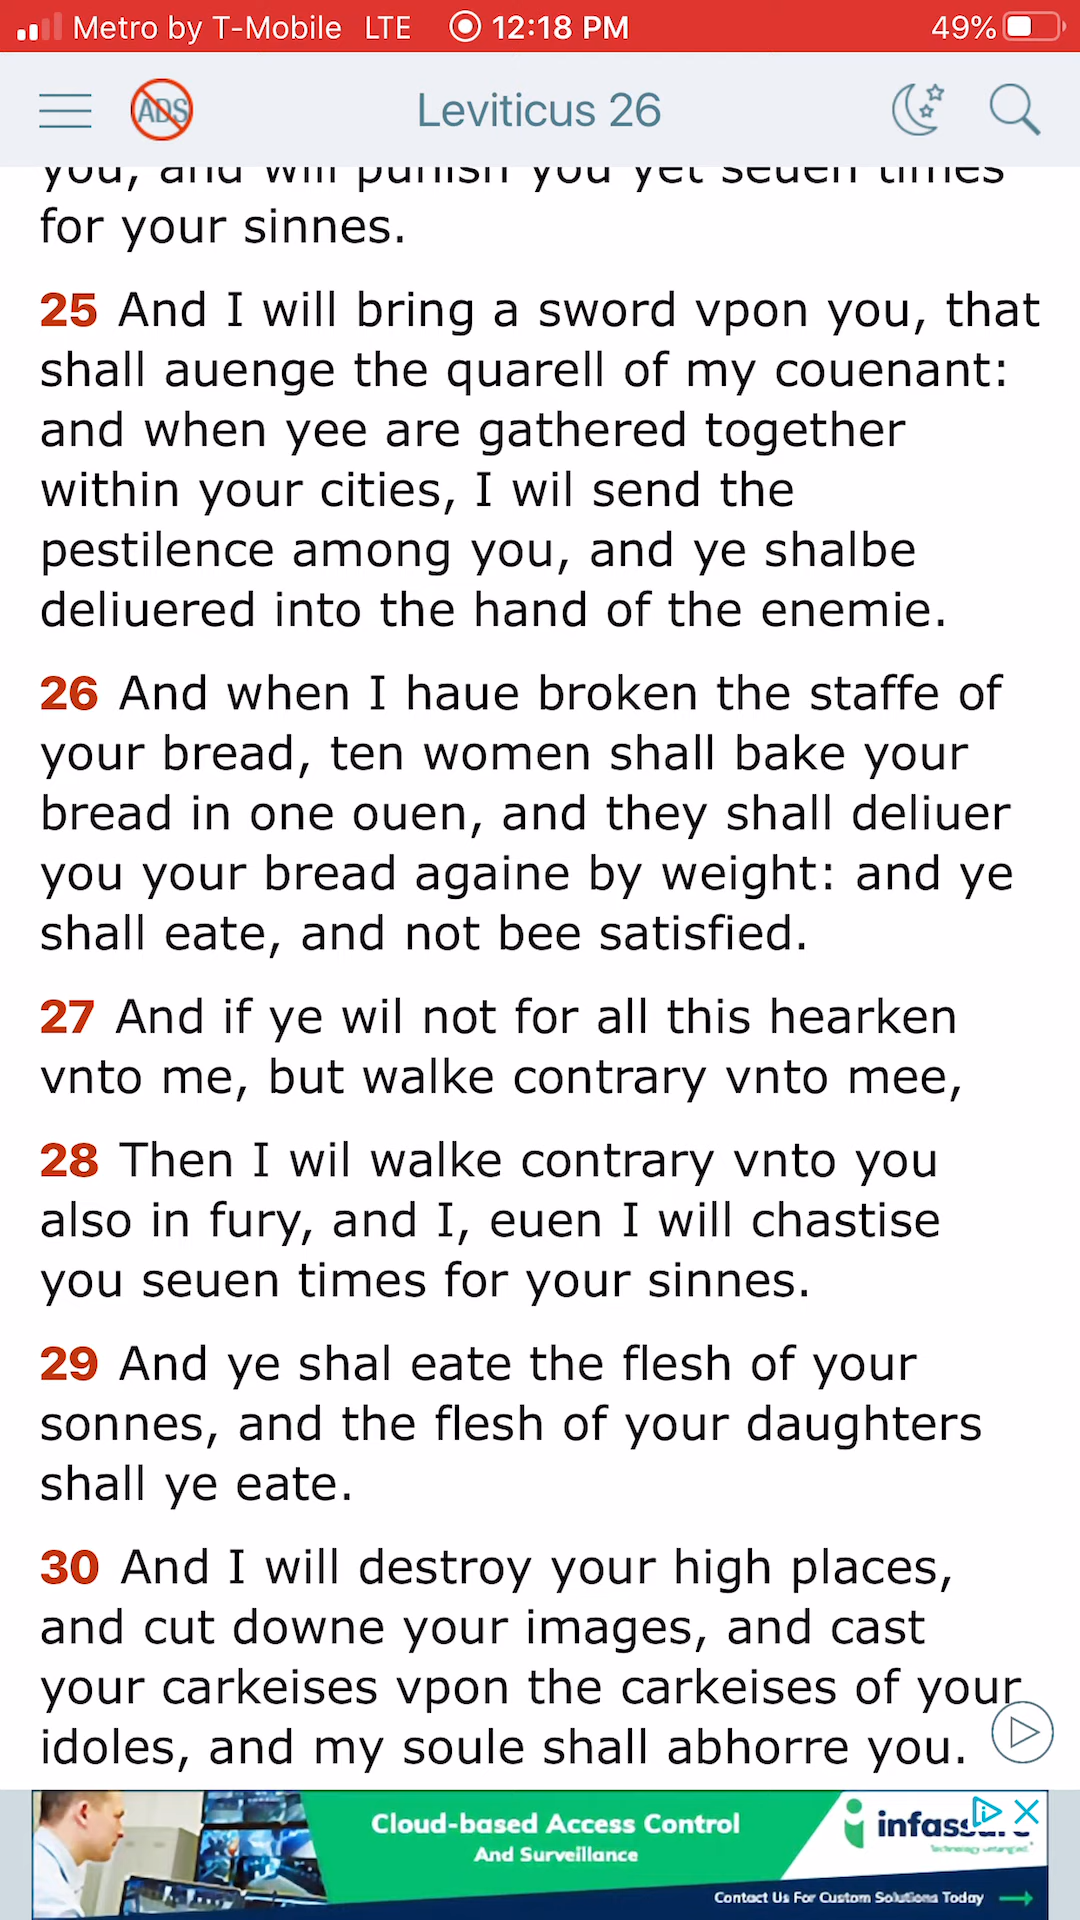 Metro by T-Mobile LTE 12:18 PM 49%
ADS Leviticus 26
you, and will punish you yet seuen times
for your sinnes.
25 And I will bring a sword vpon you, that
shall auenge the quarell of my couenant:
and when yee are gathered together
within your cities, I wil send the
pestilence among you, and ye shalbe
deliuered into the hand of the enemie.
26 And when I haue broken the staffe of
your bread, ten women shall bake your
bread in one ouen, and they shall deliuer
you your bread againe by weight: and ye
shall eate, and not bee satisfied.
27 And if ye wil not for all this hearken
vnto me, but walke contrary vnto mee,
28 Then I wil walke contrary vnto you
also in fury, and I, euen I will chastise
you seuen times for your sinnes.
29 And ye shal eate the flesh of your
sonnes, and the flesh of your daughters
shall ye eate.
30 And I will destroy your high places,
and cut downe your images, and cast
your carkeises vpon the carkeises of your
idoles, and my soule shall abhorre you.
Cloud-based Access Control
And Surveillance
Contact Us For Custom Solutions Today